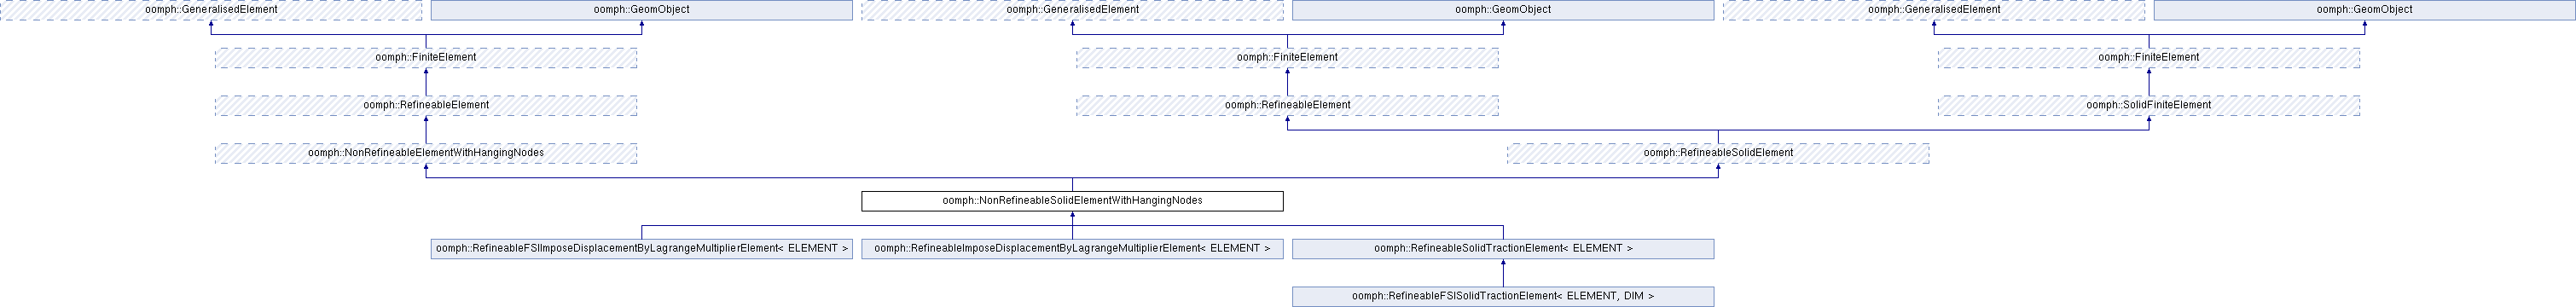 oomph::GeneralisedElement
oomph::GeomObject
oomph::GeneralisedElement
oomph::GeomObject
oomph::GeneralisedElement
oomph::GeomObject
oomph::FiniteElement
oomph::FiniteElement
oomph::FiniteElement
oomph::RefineableElement
oomph::RefineableElement
oomph::SolidFiniteElement
oomph::NonRefineableElementWithHangingNodes
oomph::RefineableSolidElement
oomph::NonRefineableSolidElementWithHangingNodes
oomph::RefineableFSIImposeDisplacementByLagrangeMultiplierElement< ELEMENT >
oomph::RefineableImposeDisplacementByLagrangeMultiplierElement< ELEMENT >
oomph::RefineableSolidTractionElement< ELEMENT >
oomph::RefineableFSISolidTractionElement< ELEMENT, DIM >